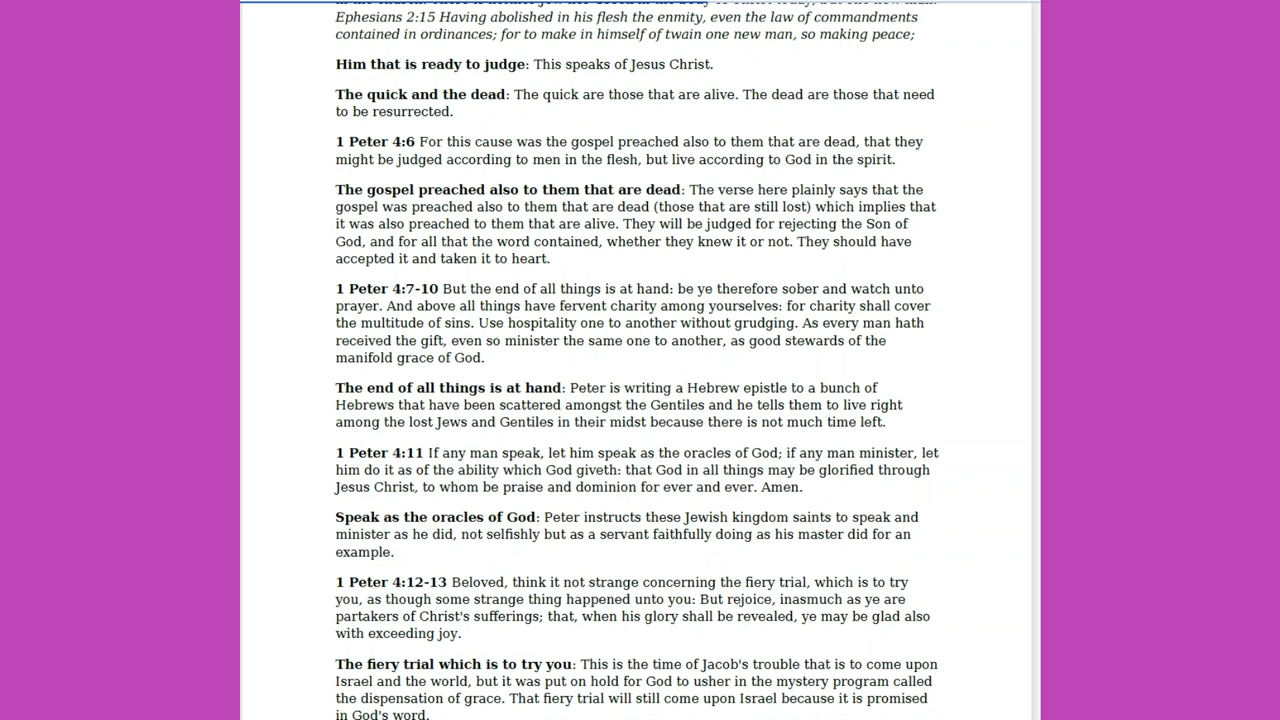 Ephesians 2:15 Having abolished in his flesh the enmity, even the law of commandments
contained in ordinances; for to make in himself of twain one new man, so making peace;
Him that is ready to judge: This speaks of Jesus Christ.
The quick and the dead: The quick are those that are alive. The dead are those that need
to be resurrected.
1 Peter 4:6 For this cause was the gospel preached also to them that are dead, that they
might be judged according to men in the flesh, but live according to God in the spirit.
The gospel preached also to them that are dead: The verse here plainly says that the
gospel was preached also to them that are dead (those that are still lost) which implies that
it was also preached to them that are alive. They will be judged for rejecting the Son of
God, and for all that the word contained, whether they knew it or not. They should have
accepted it and taken it to heart.
1 Peter 4:7-10 But the end of all things is at hand: be ye therefore sober and watch unto
prayer. And above all things have fervent charity among yourselves: for charity shall cover
the multitude of sins. Use hospitality one to another without grudging. As every man hath
received the gift, even so minister the same one to another, as good stewards of the
manifold grace of God.
The end of all things is at hand: Peter is writing a Hebrew epistle to a bunch of
Hebrews that have been scattered amongst the Gentiles and he tells them to live right
among the lost Jews and Gentiles in their midst because there is not much time left.
1 Peter 4:11 If any man speak, let him speak as the oracles of God; if any man minister, let
him do it as of the ability which God giveth: that God in all things may be glorified through
Jesus Christ, to whom be praise and dominion for ever and ever. Amen.
Speak as the oracles of God: Peter instructs these Jewish kingdom saints to speak and
minister as he did, not selfishly but as a servant faithfully doing as his master did for an
example.
1 Peter 4:12-13 Beloved, think it not strange concerning the fiery trial, which is to try
you, as though some strange thing happened unto you: But rejoice, inasmuch as ye are
partakers of Christ's sufferings; that, when his glory shall be revealed, ye may be glad also
with exceeding joy.
The fiery trial which is to try you: This is the time of Jacob's trouble that is to come upon
Israel and the world, but it was put on hold for God to usher in the mystery program called
the dispensation of grace. That fiery trial will still come upon Israel because it is promised
in God's word.